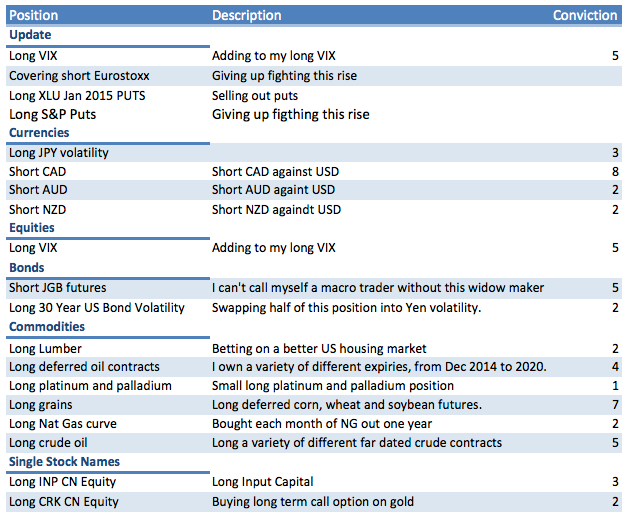 Position Description Conviction
Update
Long VIX Adding to my long VIX 5
Covering short Eurostoxx Giving up fighting this rise
Long XLU Jan 2015 PUTS Selling out puts
Long S&P Puts Giving up figthing this rise
Currencies
Long JPY volatility 3
Short CAD Short CAD against USD 8
Short AUD Short AUD againt USD 2
Short NZD Short NZD againdt USD 2
Equities
Long VIX Adding to my long VIX 5
Bonds
Short JGB futures I can't call myself a macro trader without this widow maker 5
Long 30 Year US Bond Volatility Swapping half of this position into Yen volatility. 2
Commodities
Long Lumber Betting on a better US housing market 2
Long deferred oil contracts I own a variety of different expiries, from Dec 2014 to 2020. 4
Long platinum and palladium Small long platinum and palladium position 1
Long grains Long deferred corn, wheat and soybean futures. 7
Long Nat Gas curve Bought each month of NG out one year 2
Long crude oil Long a variety of different far dated crude contracts 5
Single Stock Names
Long INP CN Equity Long Input Capital 3
Long CRK CN Equity Buying long term call option on gold 2